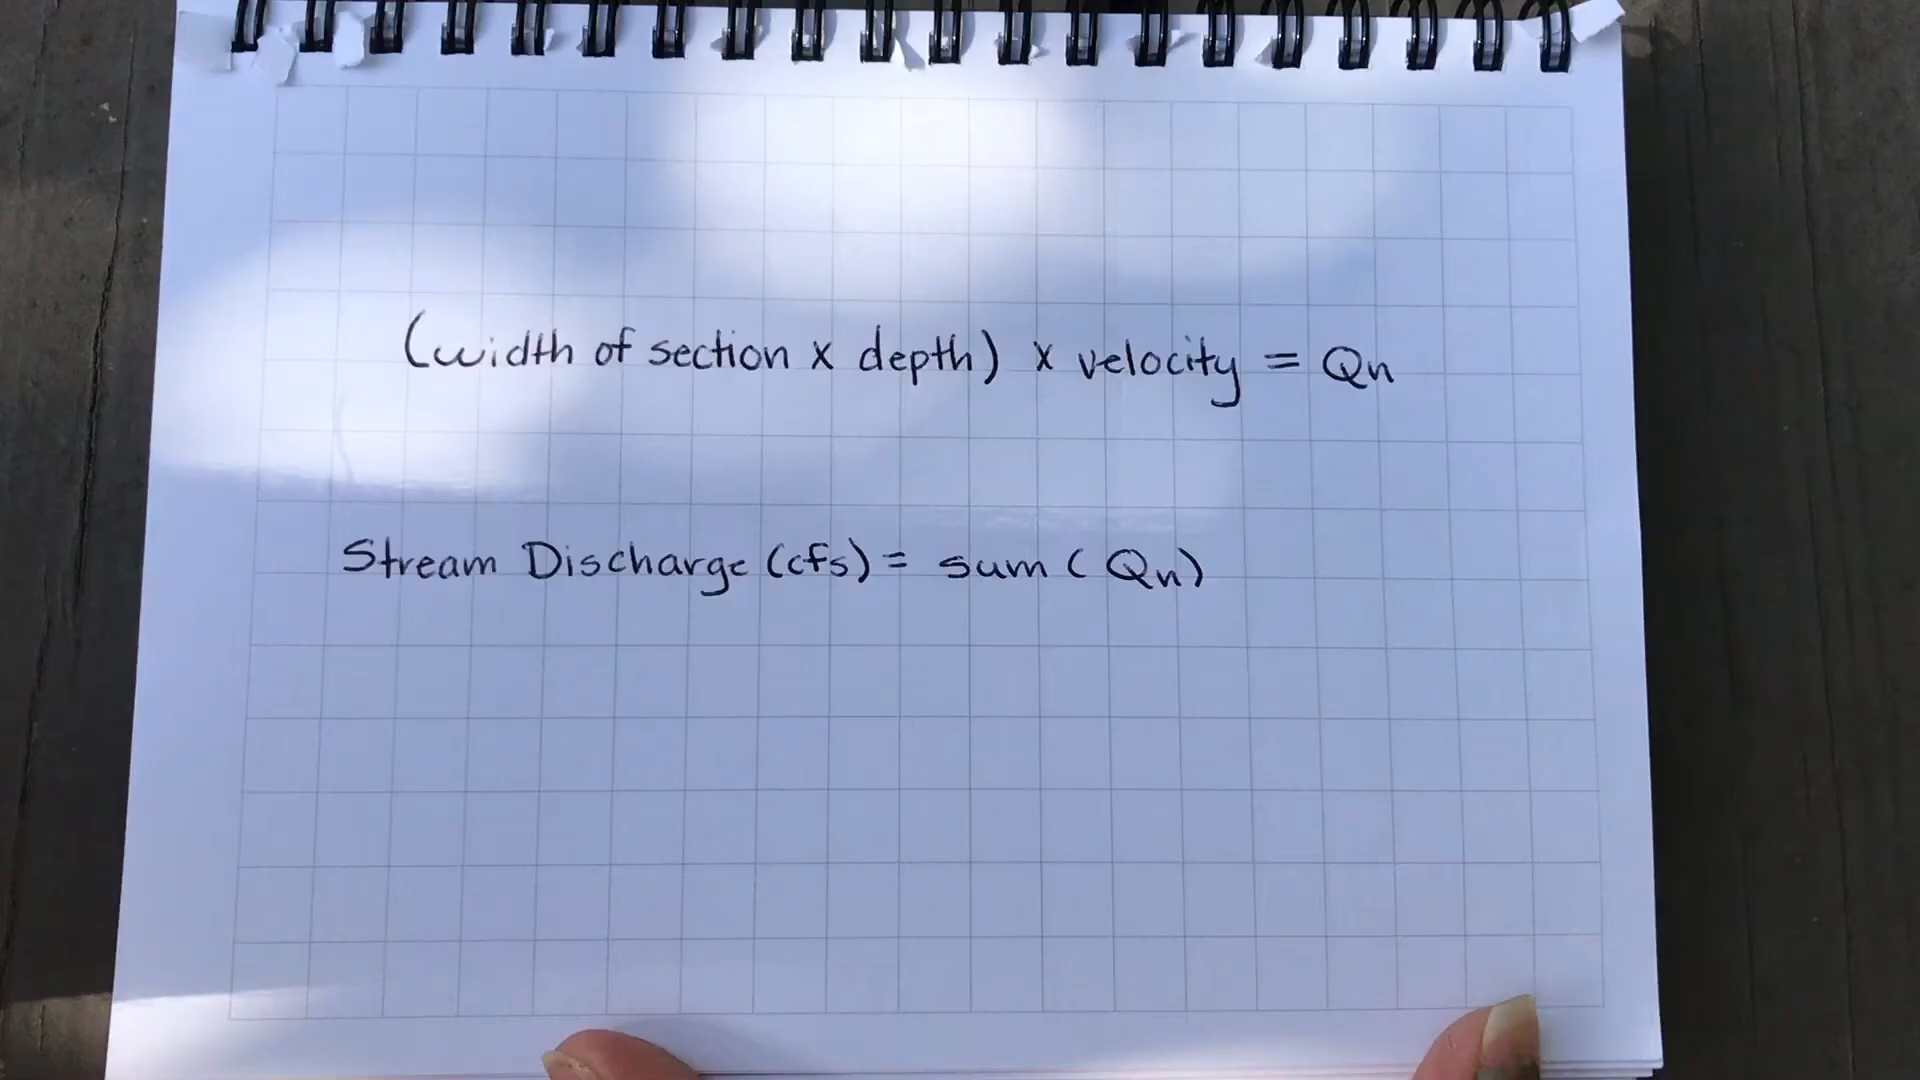 (width of section x depth) x velocity = Qn
Stream Discharge (cfs) = sum (Qn)